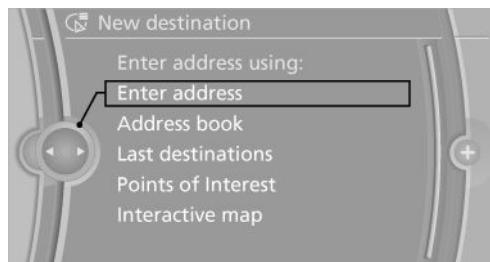 New destination
Enter address using:
Enter address
Address book
Last destinations
Points of Interest
Interactive map